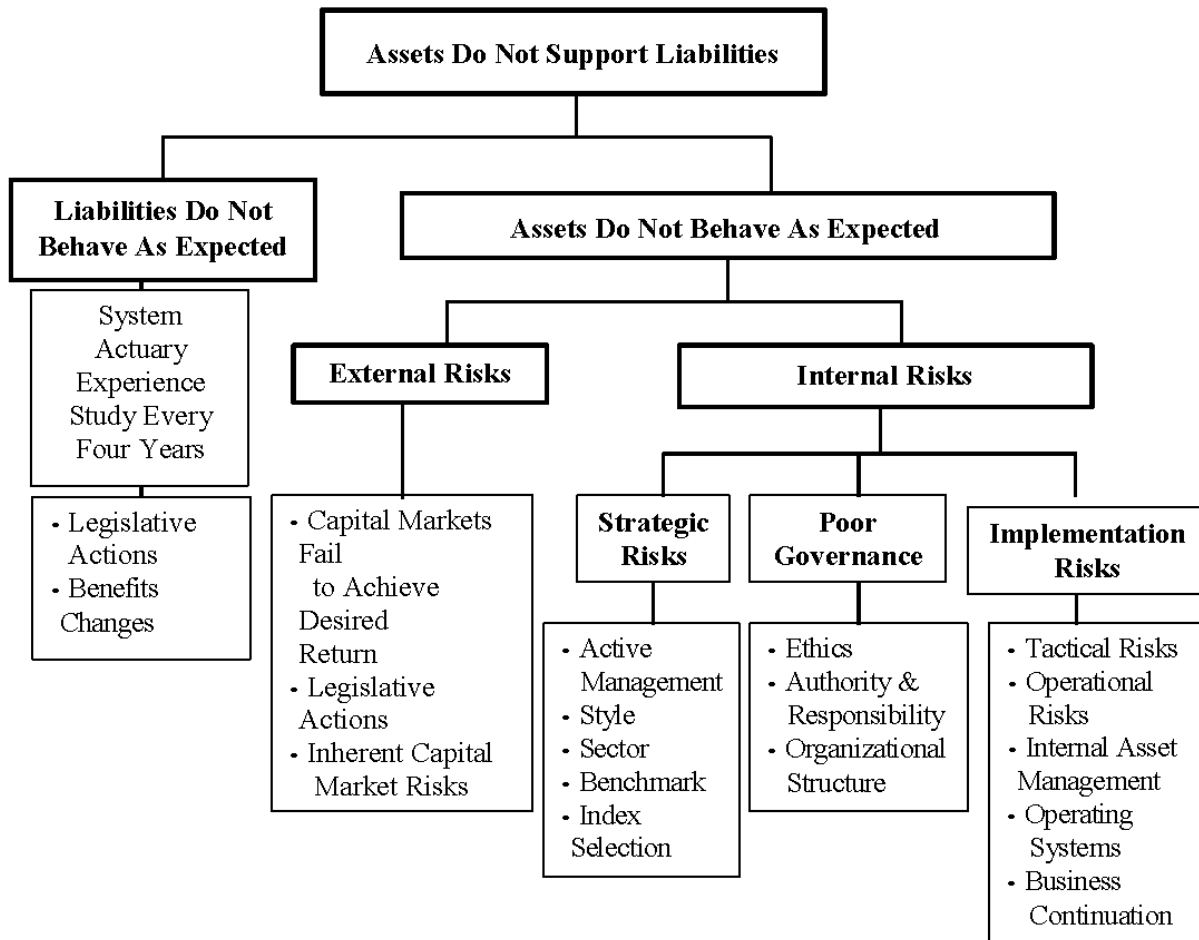 Assets Do Not Support Liabilities
Liabilities Do Not
Behave As Expected
Assets Do Not Behave As Expected
System
Actuary
Experience
Study Every
Four Years
• Legislative
Actions
• Benefits
Changes
External Risks
Internal Risks
• Capital Markets
Fail
to Achieve
Desired
Return
• Legislative
Actions
• Inherent Capital
Market Risks
Strategic
Risks
• Active
Management
• Style
• Sector
• Benchmark
• Index
Selection
Poor
Governance
• Ethics
• Authority &
Responsibility
• Organizational
Structure
Implementation
Risks
• Tactical Risks
• Operational
Risks
• Internal Asset
Management
• Operating
Systems
• Business
Continuation